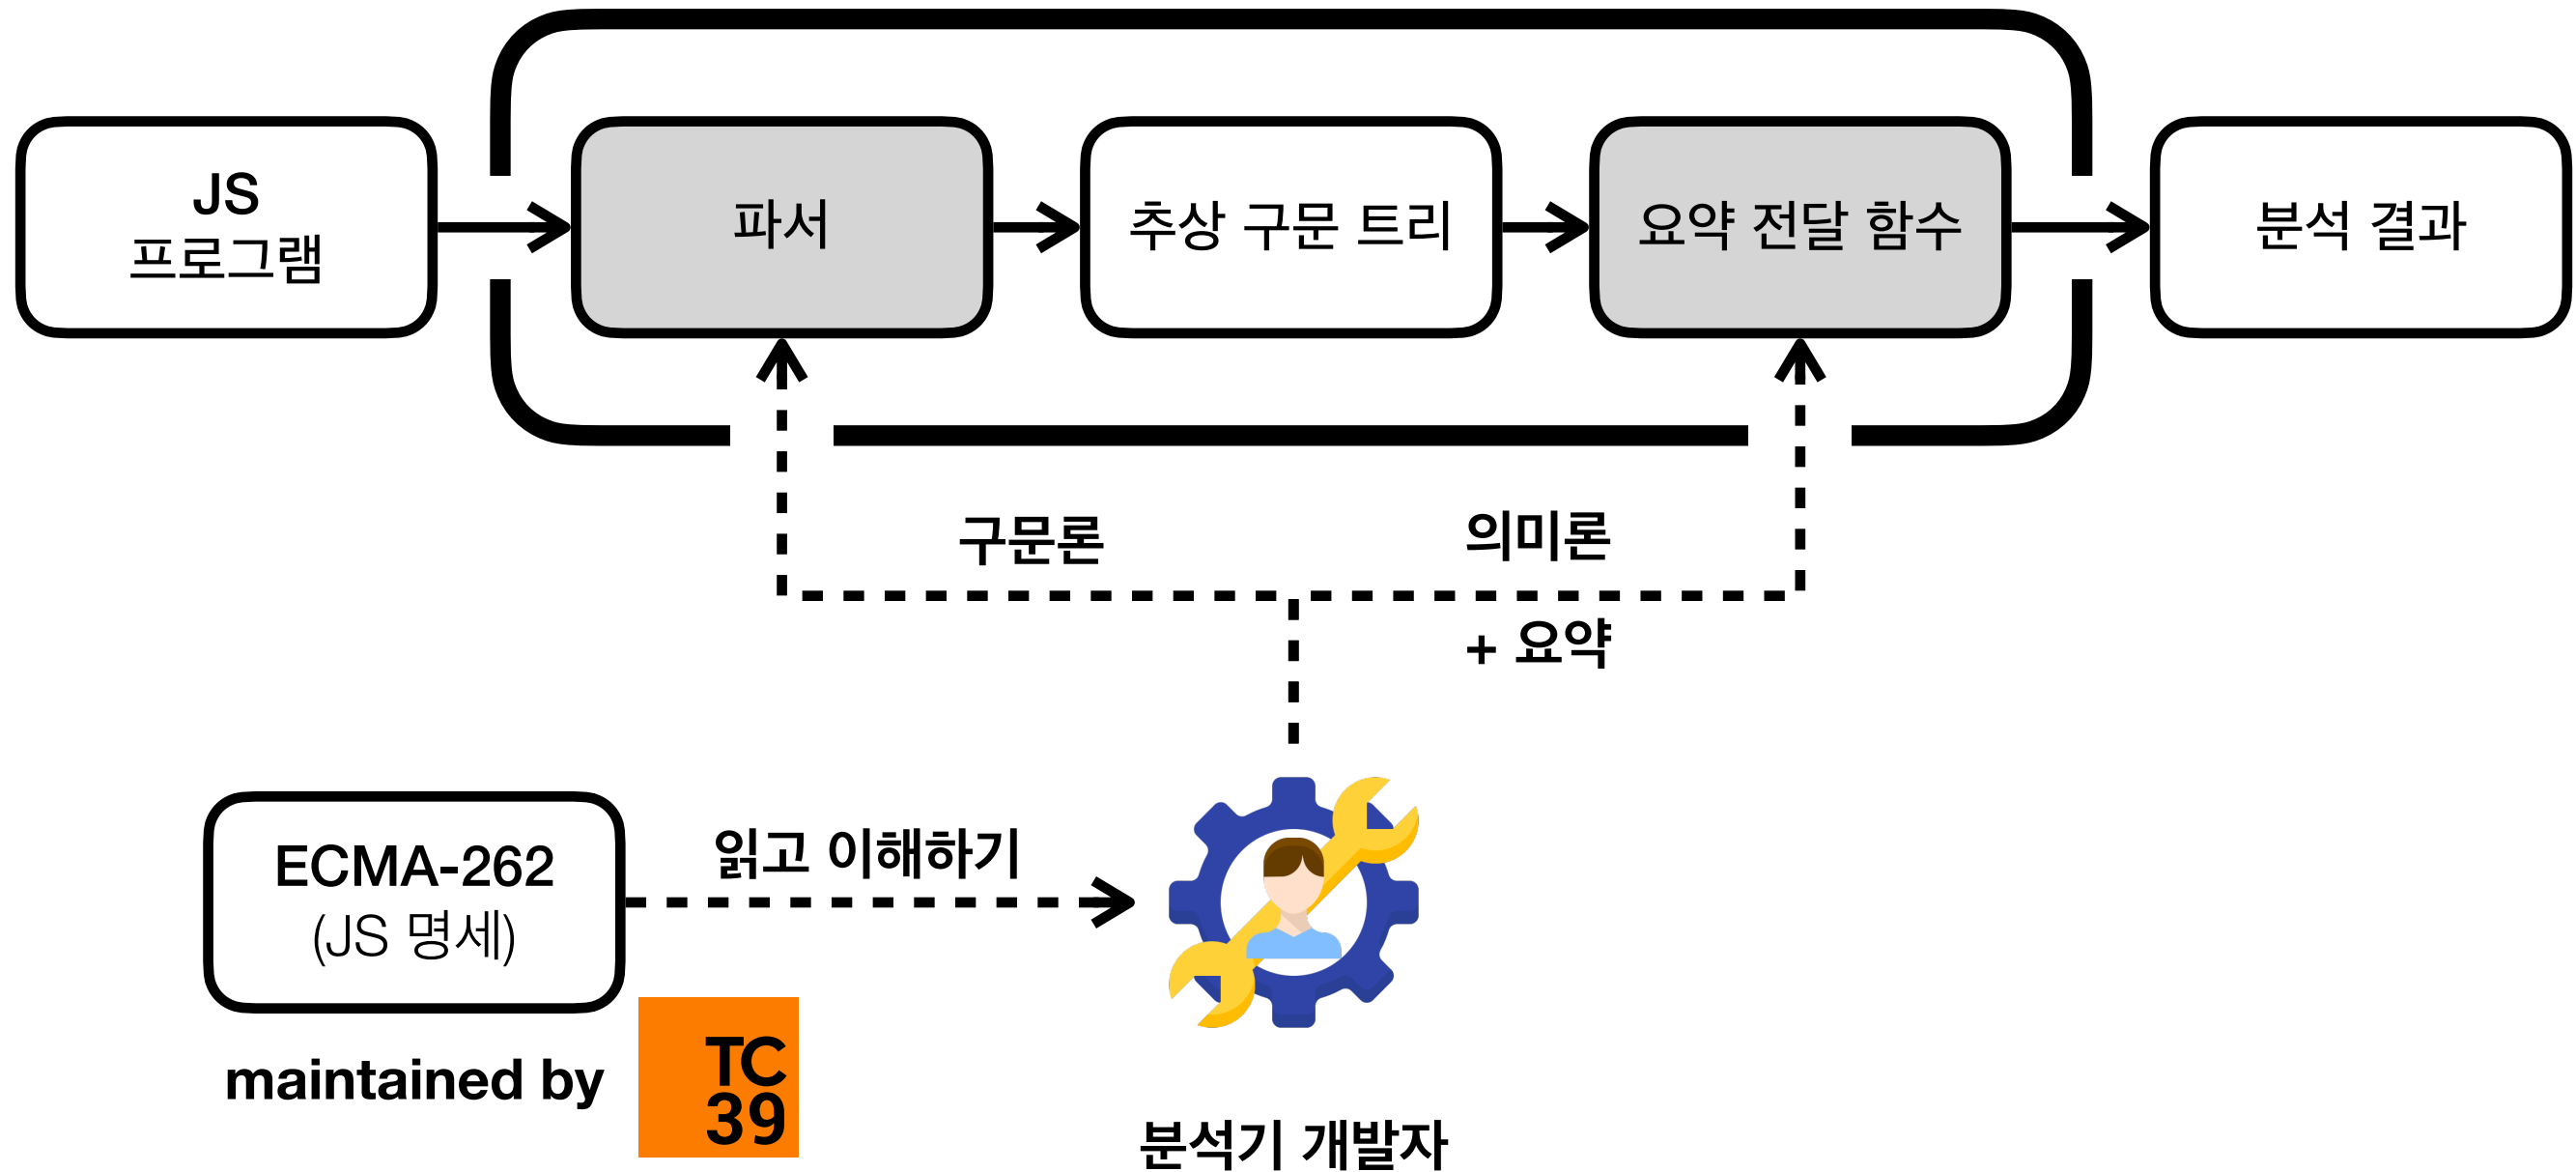 JS
프로그램
파서
추상 구문 트리
요약 전달 함수
분석 결과
구문론
의미론
+ 요약
ECMA-262
(JS 명세)
읽고 이해하기
maintained by
TC
39
분석기 개발자